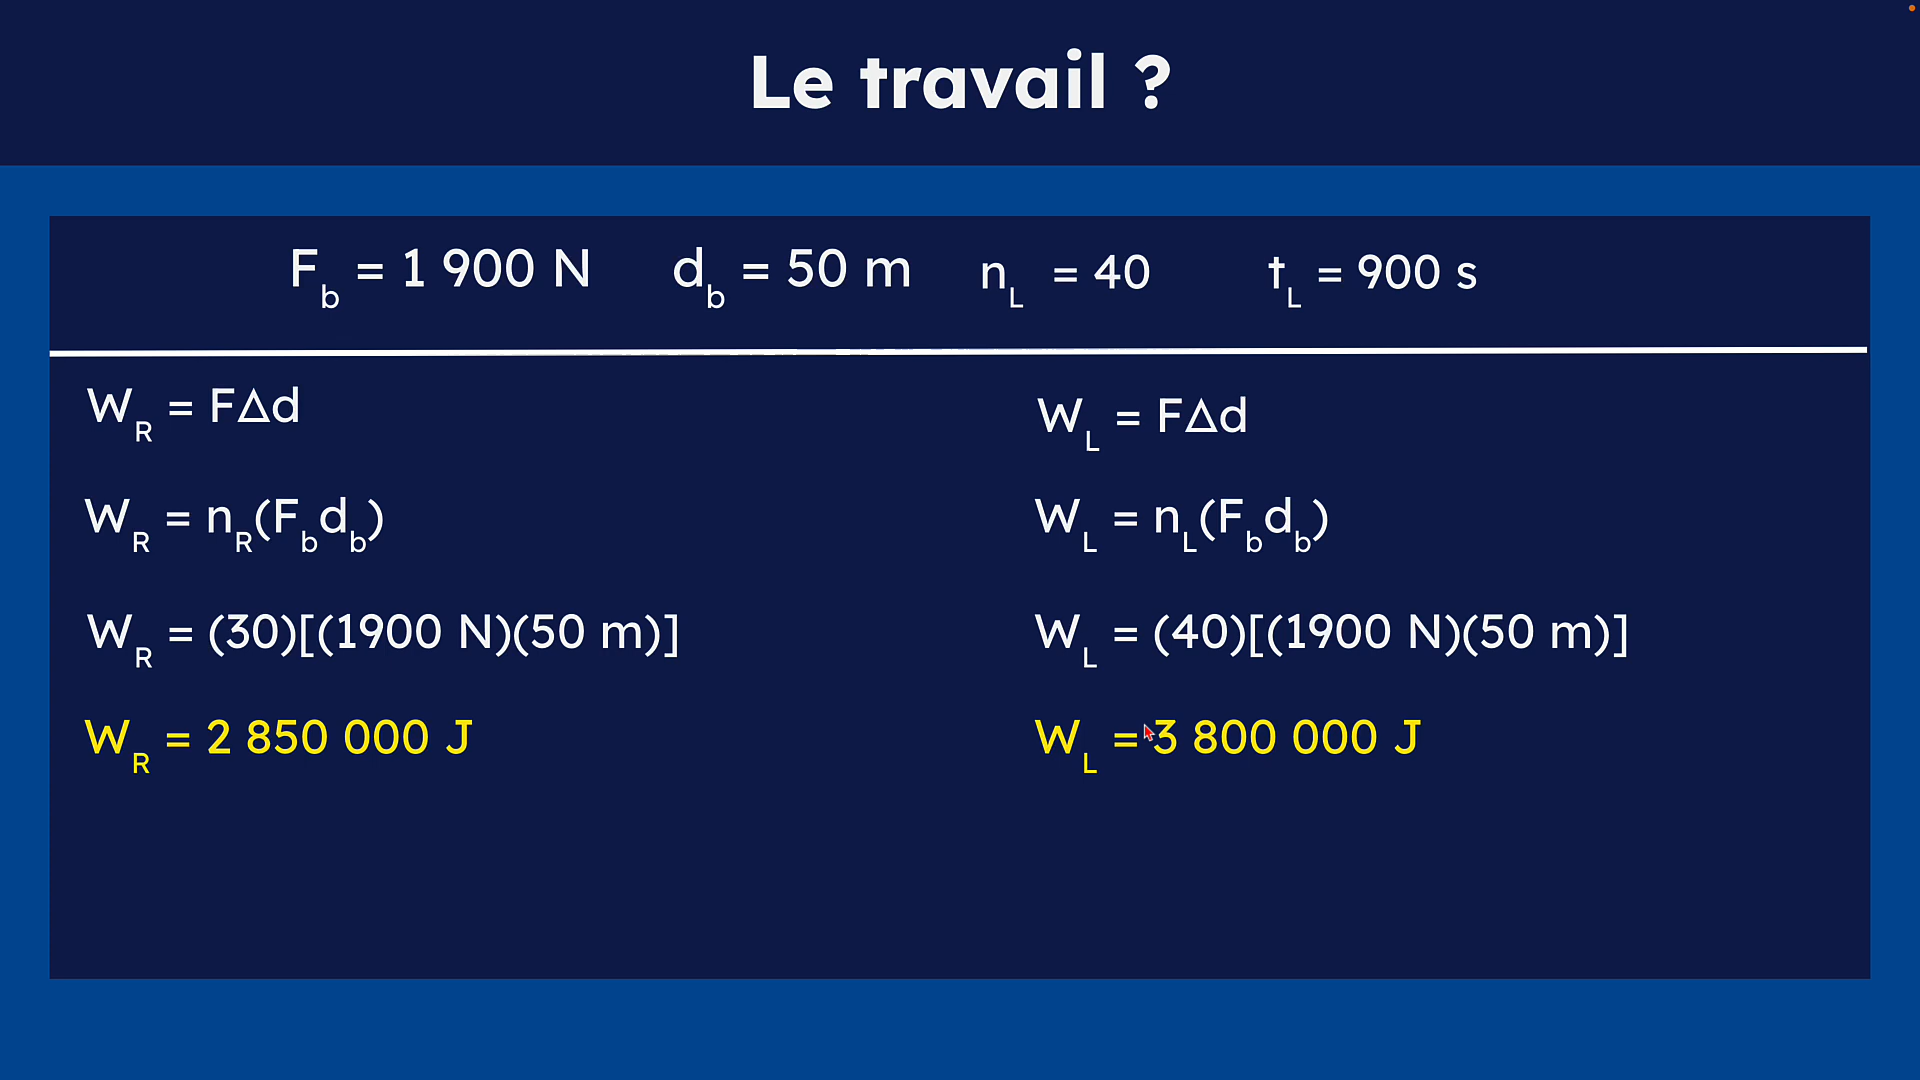 Le travail ?
F_b = 1 900 N d_b = 50 m n_L = 40 t_L = 900 s
W_R = FΔd
W_R = n_R(F_b d_b)
W_R = (30)[(1900 N)(50 m)]
W_R = 2 850 000 J
W_L = FΔd
W_L = n_L(F_b d_b)
W_L = (40)[(1900 N)(50 m)]
W_L = 3 800 000 J